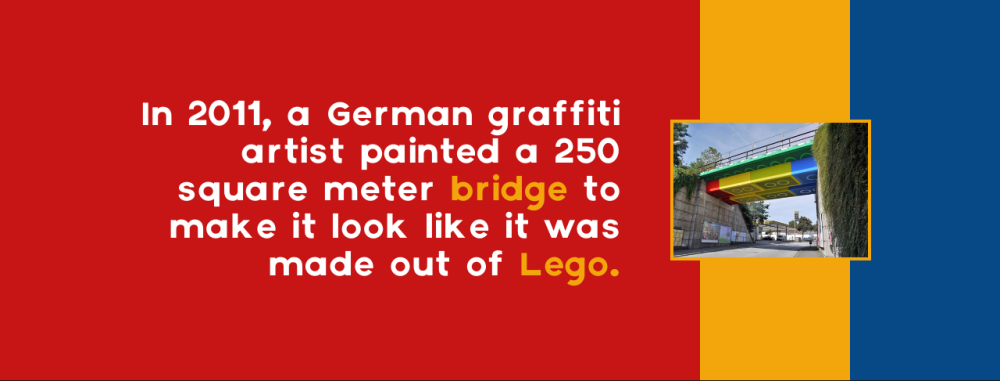 In 2011, a German graffiti
artist painted a 250
square meter bridge to
make it look like it was
made out of Lego.